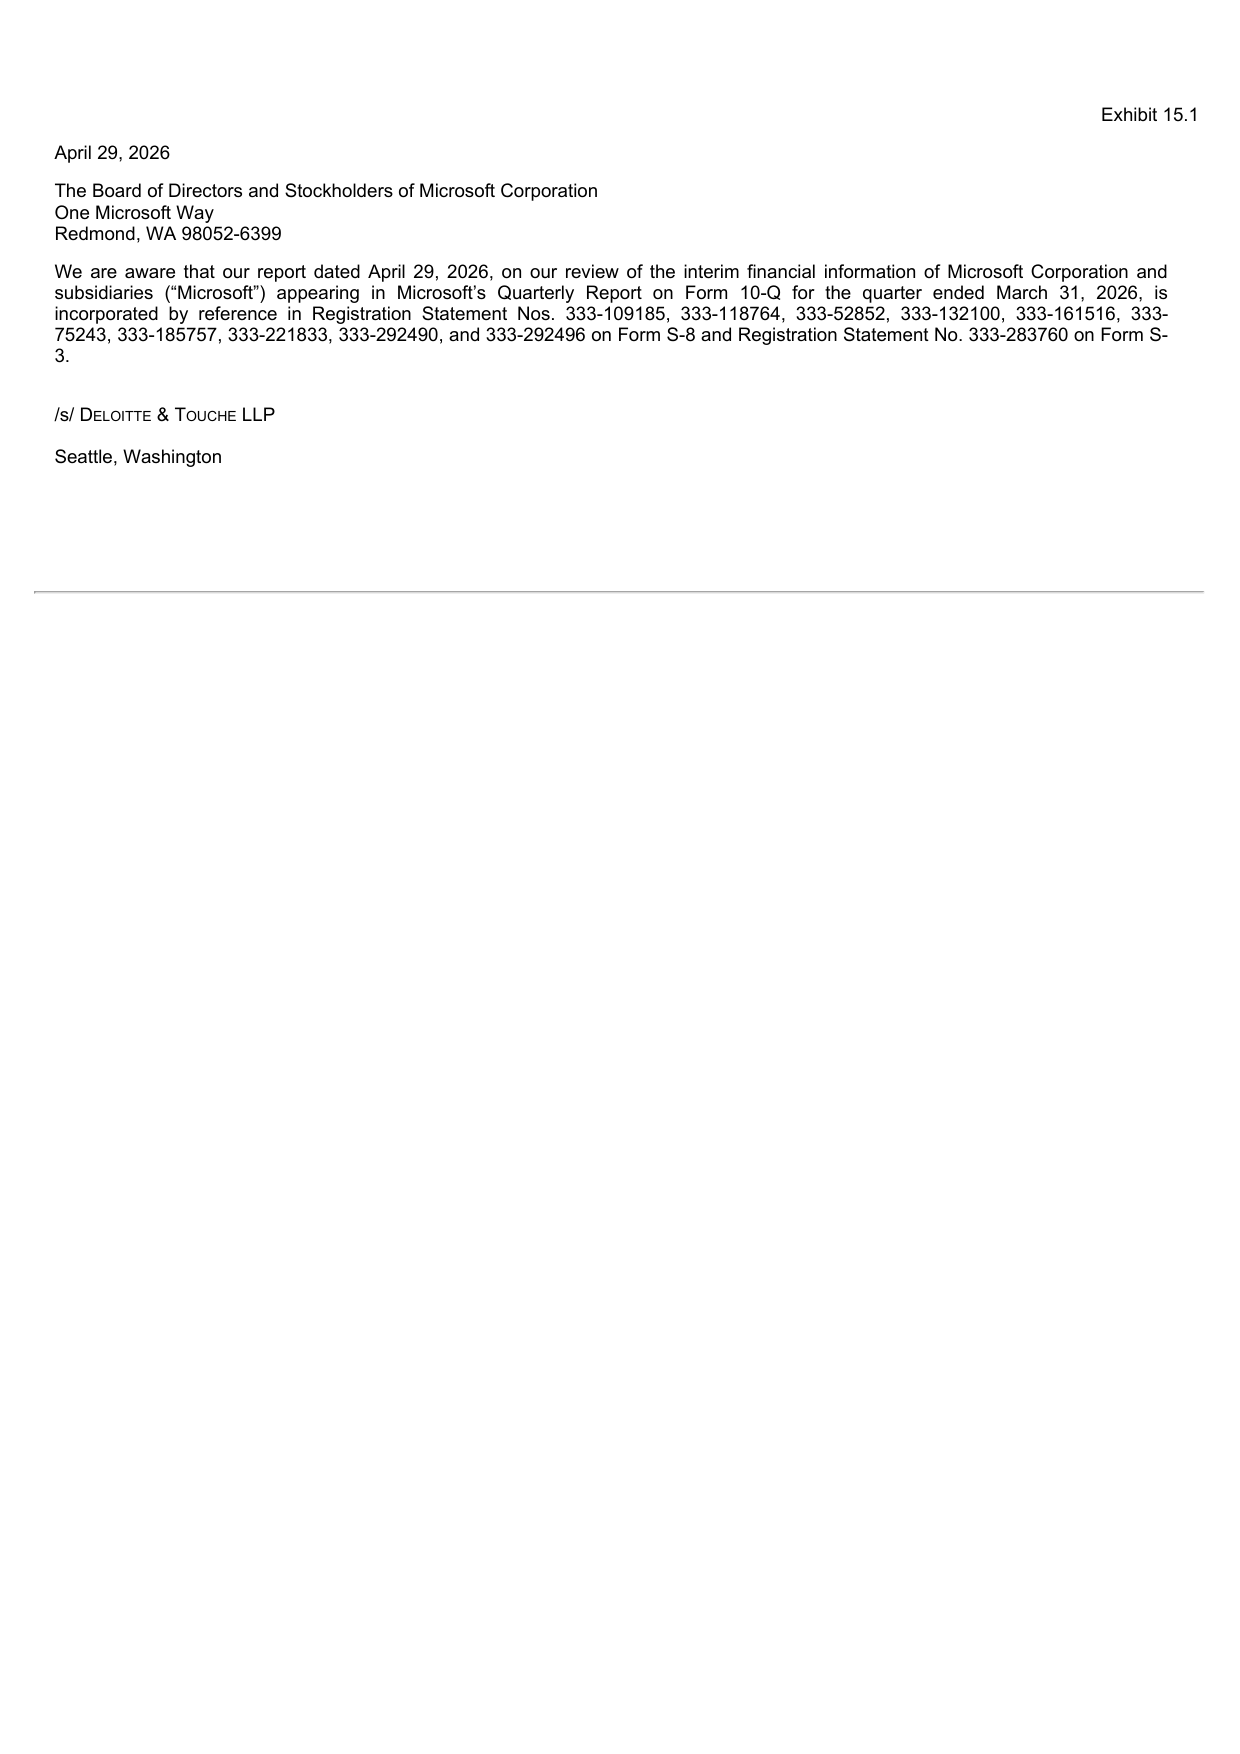 Exhibit 15.1
April 29, 2026
The Board of Directors and Stockholders of Microsoft Corporation
One Microsoft Way
Redmond, WA 98052-6399
We are aware that our report dated April 29, 2026, on our review of the interim financial information of Microsoft Corporation and
subsidiaries (“Microsoft”) appearing in Microsoft’s Quarterly Report on Form 10-Q for the quarter ended March 31, 2026, is
incorporated by reference in Registration Statement Nos. 333-109185, 333-118764, 333-52852, 333-132100, 333-161516, 333-
75243, 333-185757, 333-221833, 333-292490, and 333-292496 on Form S-8 and Registration Statement No. 333-283760 on Form S-
3.
/s/ DELOITTE & TOUCHE LLP
Seattle, Washington